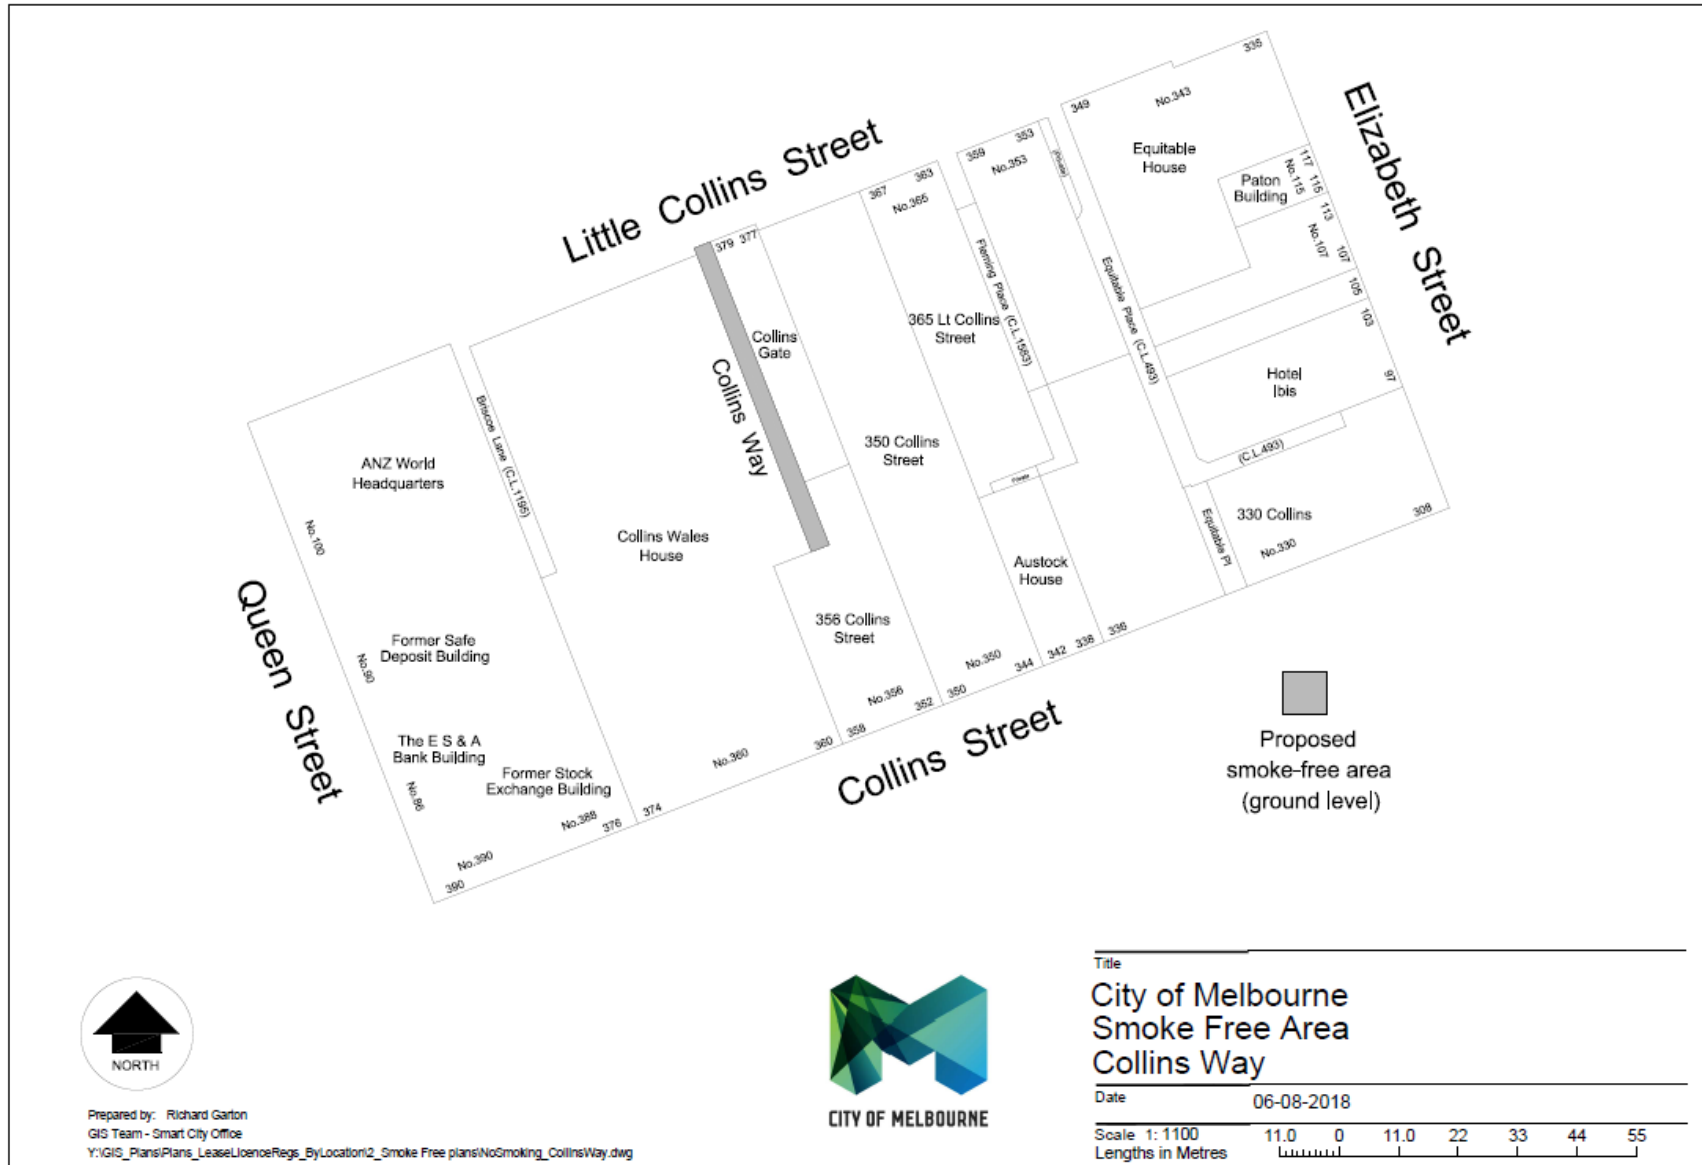 Little Collins Street
Elizabeth Street
Queen Street
Collins Street
335
No.343
349
Equitable
House
117
No.115
115
Paton
Building
113
No.107
107
105
103
97
Hotel
Ibis
(C.L.493)
330 Collins
No.330
308
Equitable Pl
Equitable Place (C.L.493)
353
359
No.353
(Private)
Fleming Place (C.L.1583)
363
367
No.365
365 Lt Collins
Street
Private
Austock
House
336
338
342
344
No.350
350
350 Collins
Street
377
379
Collins
Gate
Collins Way
356 Collins
Street
No.356
352
358
360
No.360
374
Collins Wales
House
Briscoe Lane (C.L.1195)
ANZ World
Headquarters
No.100
Former Safe
Deposit Building
No.90
The E S & A
Bank Building
No.86
Former Stock
Exchange Building
No.388
376
No.390
390
Proposed
smoke-free area
(ground level)
NORTH
Prepared by: Richard Garton
GIS Team - Smart City Office
Y:\GIS_Plans\Plans_LeaseLicenceRegs_ByLocation\2_Smoke Free plans\NoSmoking_CollinsWay.dwg
CITY OF MELBOURNE
Title
City of Melbourne
Smoke Free Area
Collins Way
Date 06-08-2018
Scale 1: 1100
Lengths in Metres
11.0 0 11.0 22 33 44 55